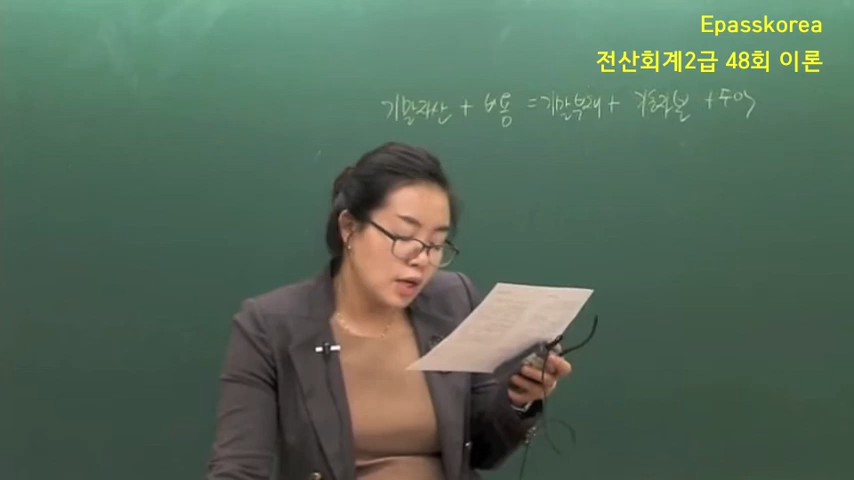 Epasskorea
전산회계2급 48회 이론
기말자산 + 비용 = 기말부채 + 기초자본 + 수익